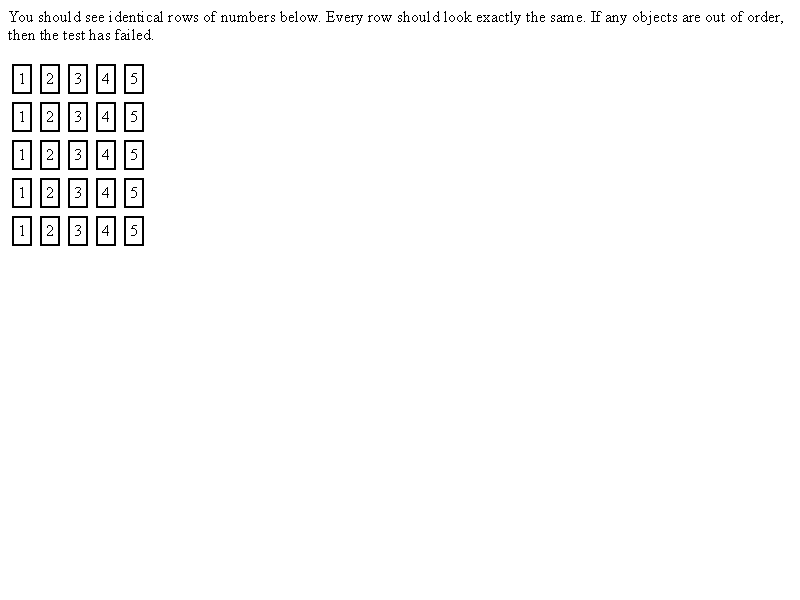 You should see identical rows of numbers below. Every row should look exactly the same. If any objects are out of order,
then the test has failed.
1 2 3 4 5
1 2 3 4 5
1 2 3 4 5
1 2 3 4 5
1 2 3 4 5